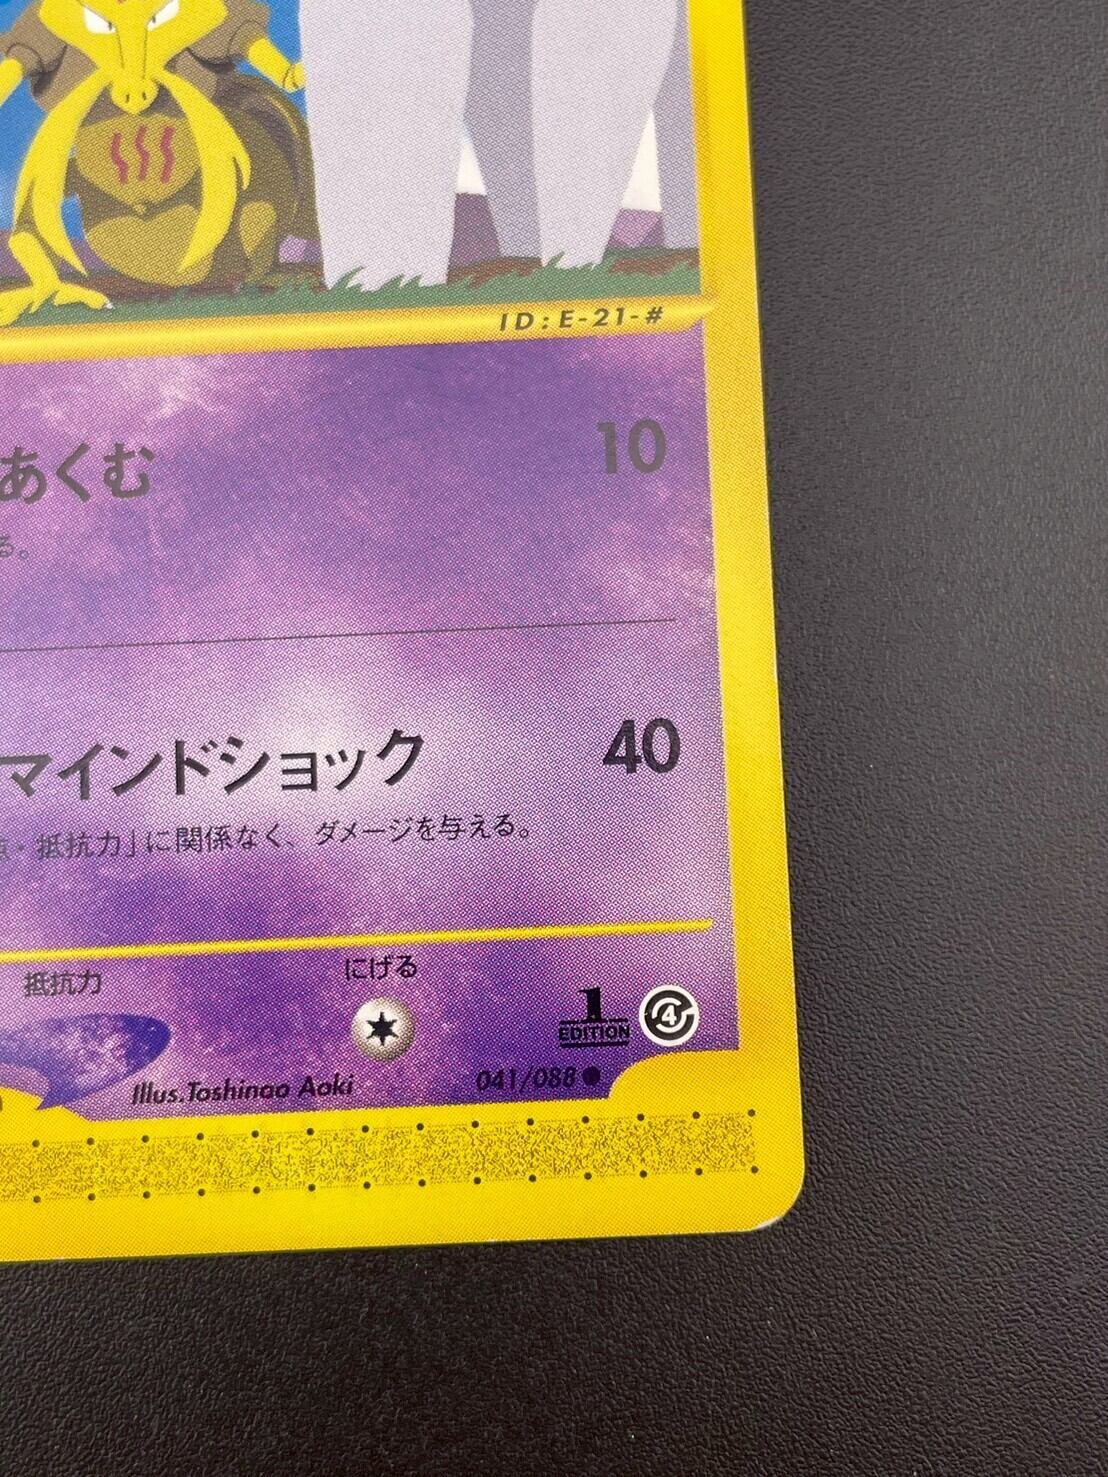 ID:E-21-#
あくむ 10
る。
マインドショック 40
・抵抗力」に関係なく、ダメージを与える。
抵抗力 にげる
1
EDITION
4
Illus.Toshinao Aoki
041/088●